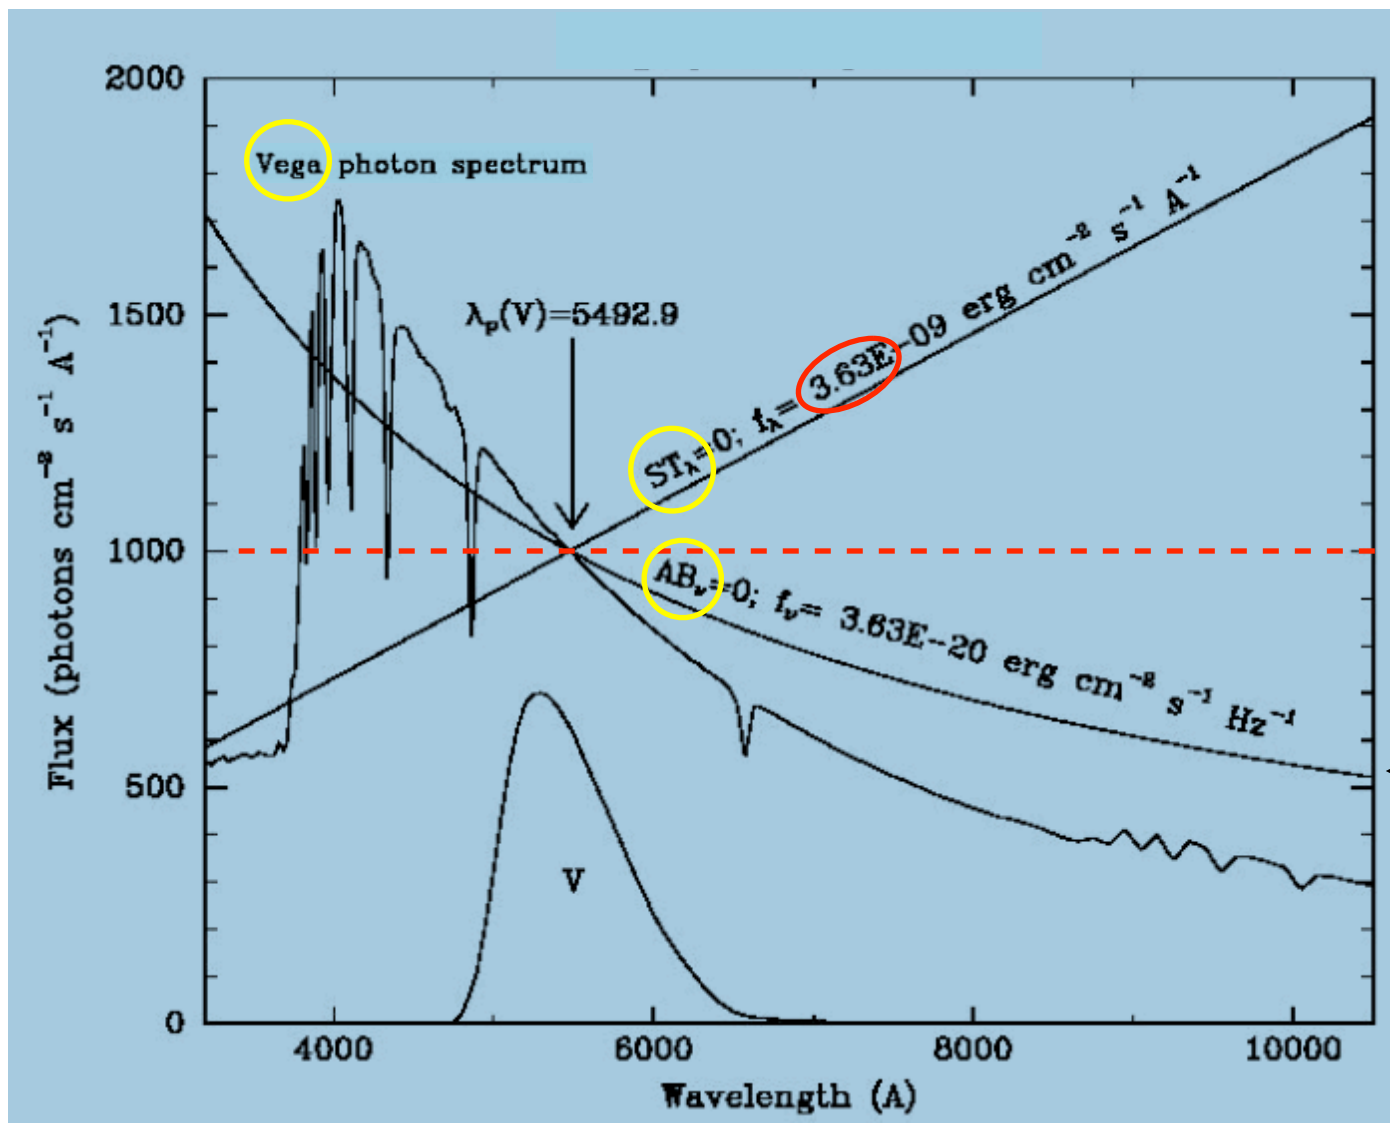 2000
Vega photon spectrum
1500
λp(V)=5492.9
STλ=0; fλ= 3.63E-09 erg cm⁻² s⁻¹ A⁻¹
1000
ABν=0; fν= 3.63E-20 erg cm⁻² s⁻¹ Hz⁻¹
500
V
0
4000 6000 8000 10000
Wavelength (A)
Flux (photons cm⁻² s⁻¹ A⁻¹)